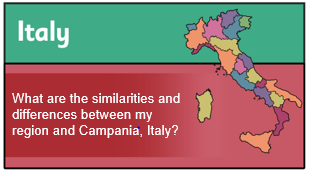 Italy
What are the similarities and
differences between my
region and Campania, Italy?